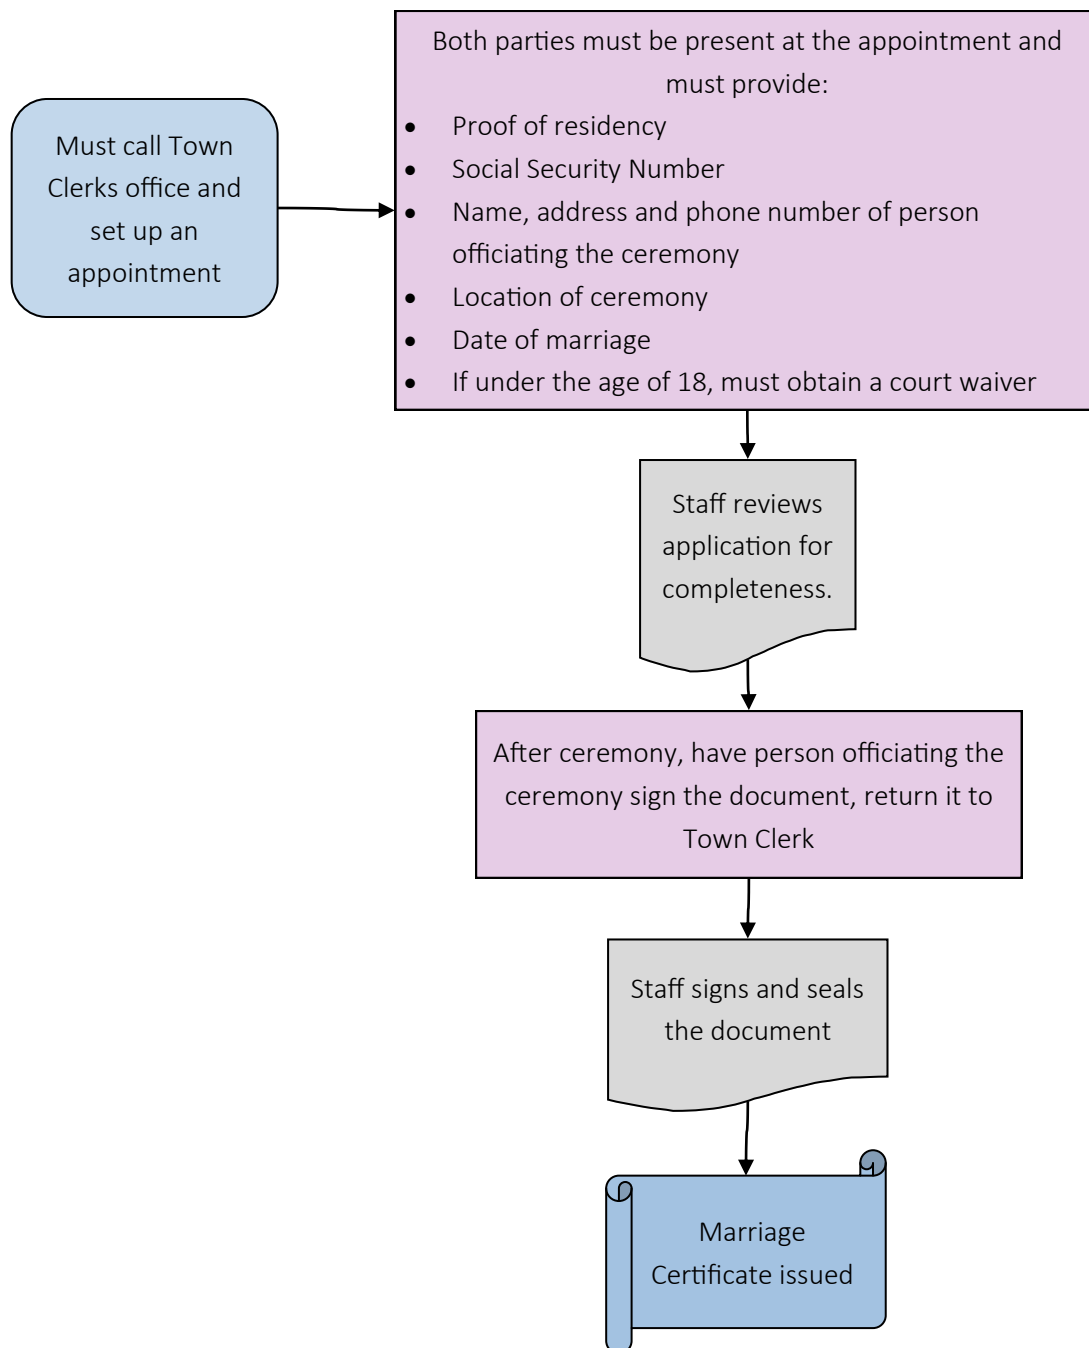 Must call Town
Clerks office and
set up an
appointment
Both parties must be present at the appointment and
must provide:
• Proof of residency
• Social Security Number
• Name, address and phone number of person
officiating the ceremony
• Location of ceremony
• Date of marriage
• If under the age of 18, must obtain a court waiver
Staff reviews
application for
completeness.
After ceremony, have person officiating the
ceremony sign the document, return it to
Town Clerk
Staff signs and seals
the document
Marriage
Certificate issued